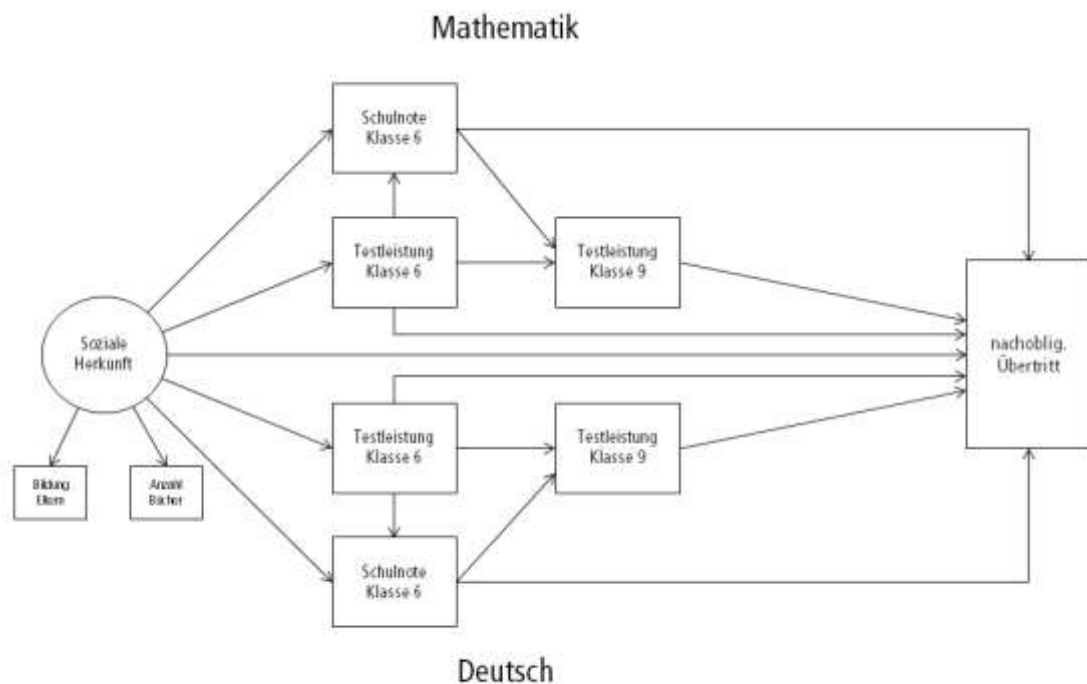 Mathematik
Schulnote
Klasse 6
Testleistung
Klasse 6
Testleistung
Klasse 9
Soziale
Herkunft
nachoblig.
Übertritt
Testleistung
Klasse 6
Testleistung
Klasse 9
Bildung
Eltern
Anzahl
Bücher
Schulnote
Klasse 6
Deutsch